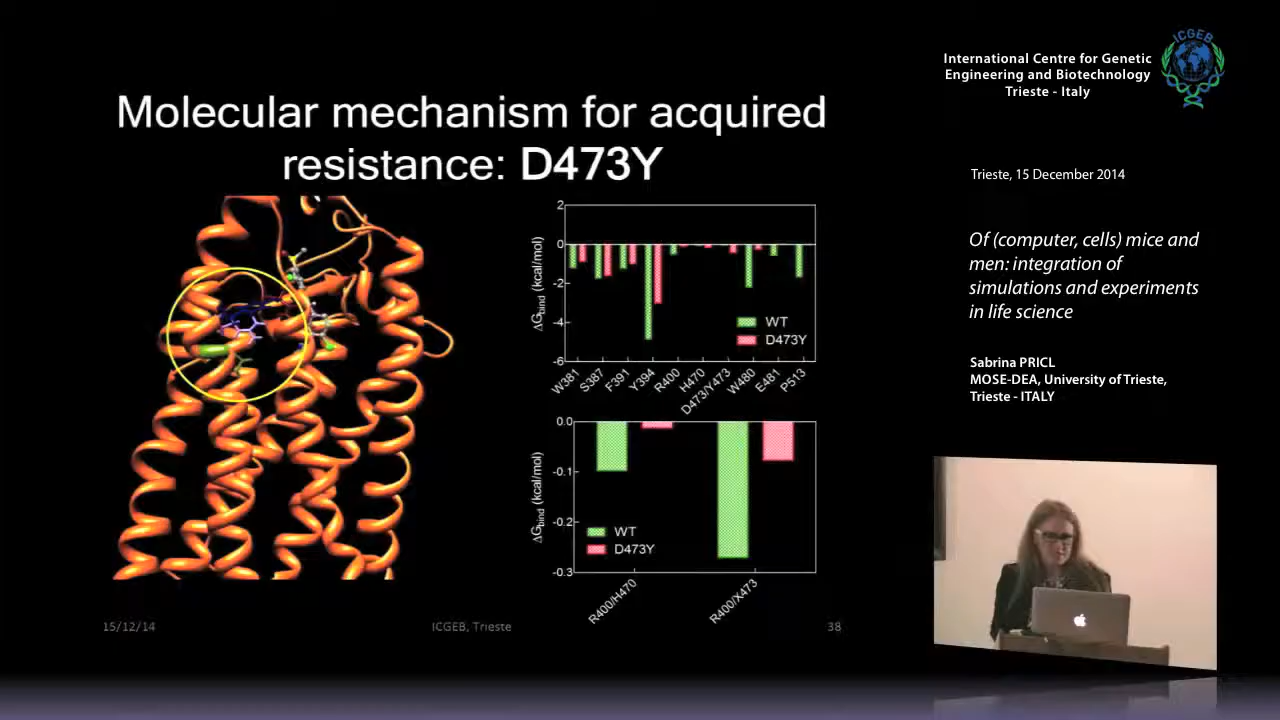 Molecular mechanism for acquired
resistance: D473Y
2
0
-2
-4
-6
ΔGbind (kcal/mol)
WT
D473Y
W381
S387
F391
Y394
R400
H470
D473/Y473
W480
E481
P513
0.0
-0.1
-0.2
-0.3
ΔGbind (kcal/mol)
WT
D473Y
R400/H470
R400/X473
15/12/14
ICGEB, Trieste
38
International Centre for Genetic
Engineering and Biotechnology
Trieste - Italy
ICGEB
Trieste, 15 December 2014
Of (computer, cells) mice and
men: integration of
simulations and experiments
in life science
Sabrina PRICL
MOSE-DEA, University of Trieste,
Trieste - ITALY